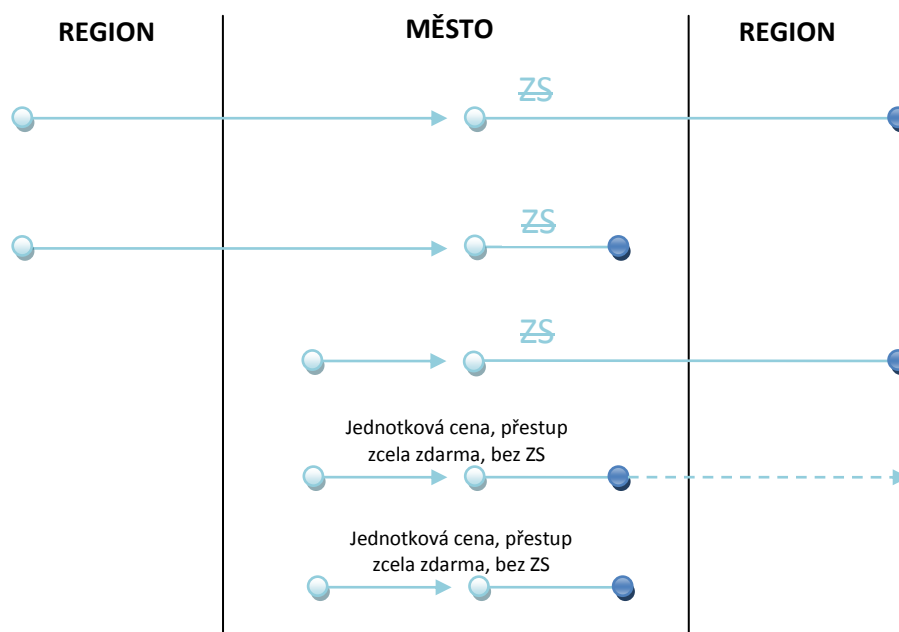 REGION MĚSTO REGION
ZS
ZS
ZS
Jednotková cena, přestup
zcela zdarma, bez ZS
Jednotková cena, přestup
zcela zdarma, bez ZS